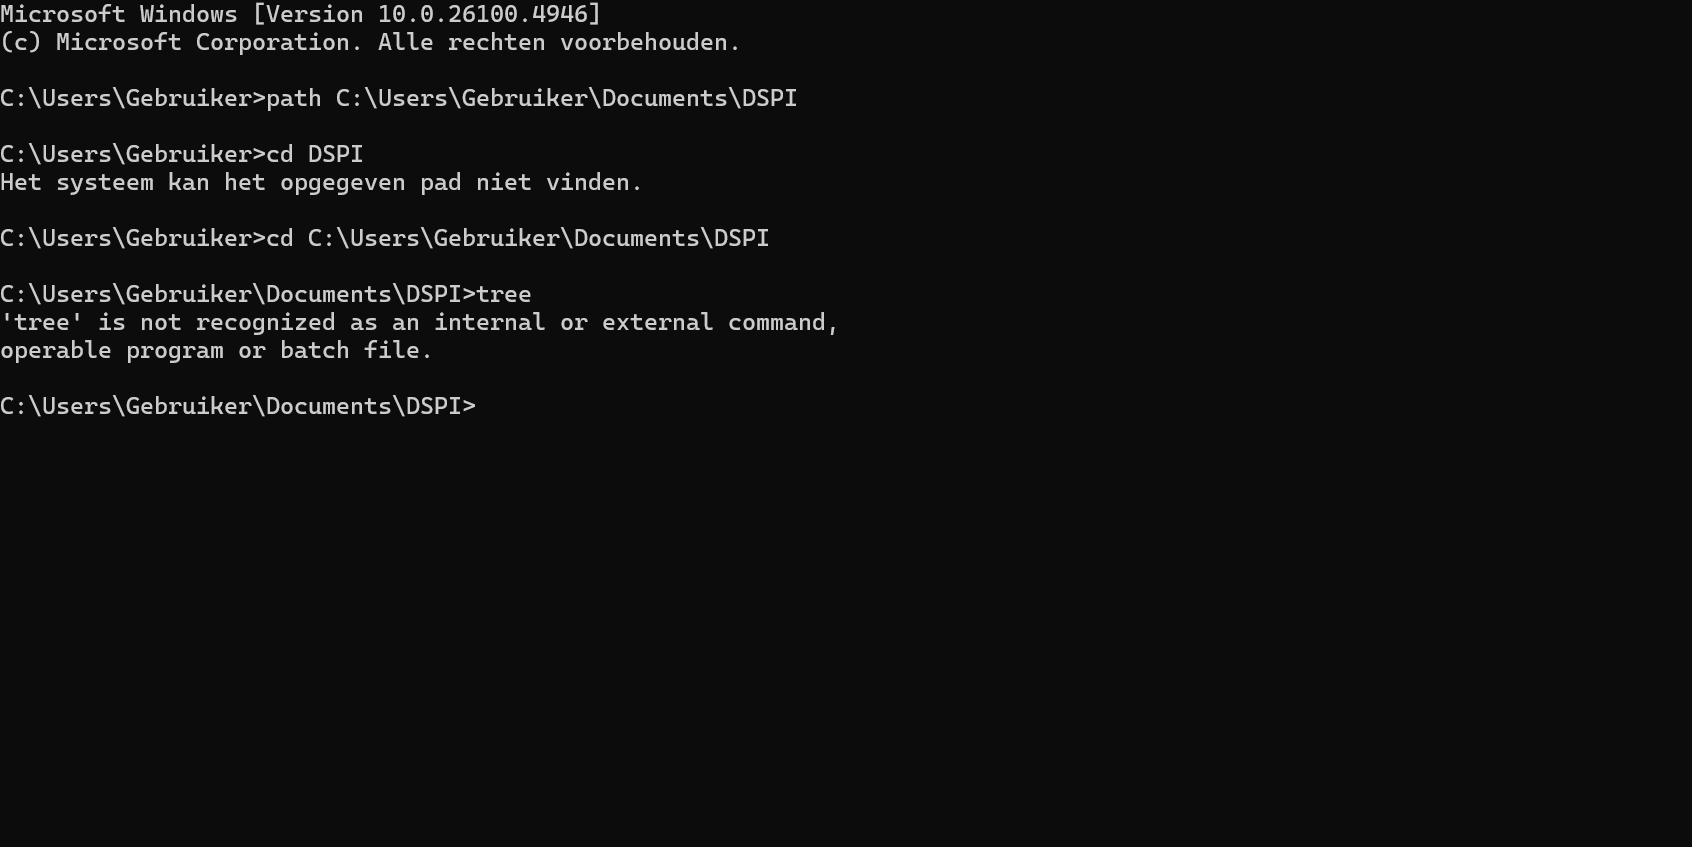 Microsoft Windows [Version 10.0.26100.4946]
(c) Microsoft Corporation. Alle rechten voorbehouden.
C:\Users\Gebruiker>path C:\Users\Gebruiker\Documents\DSPI
C:\Users\Gebruiker>cd DSPI
Het systeem kan het opgegeven pad niet vinden.
C:\Users\Gebruiker>cd C:\Users\Gebruiker\Documents\DSPI
C:\Users\Gebruiker\Documents\DSPI>tree
'tree' is not recognized as an internal or external command,
operable program or batch file.
C:\Users\Gebruiker\Documents\DSPI>